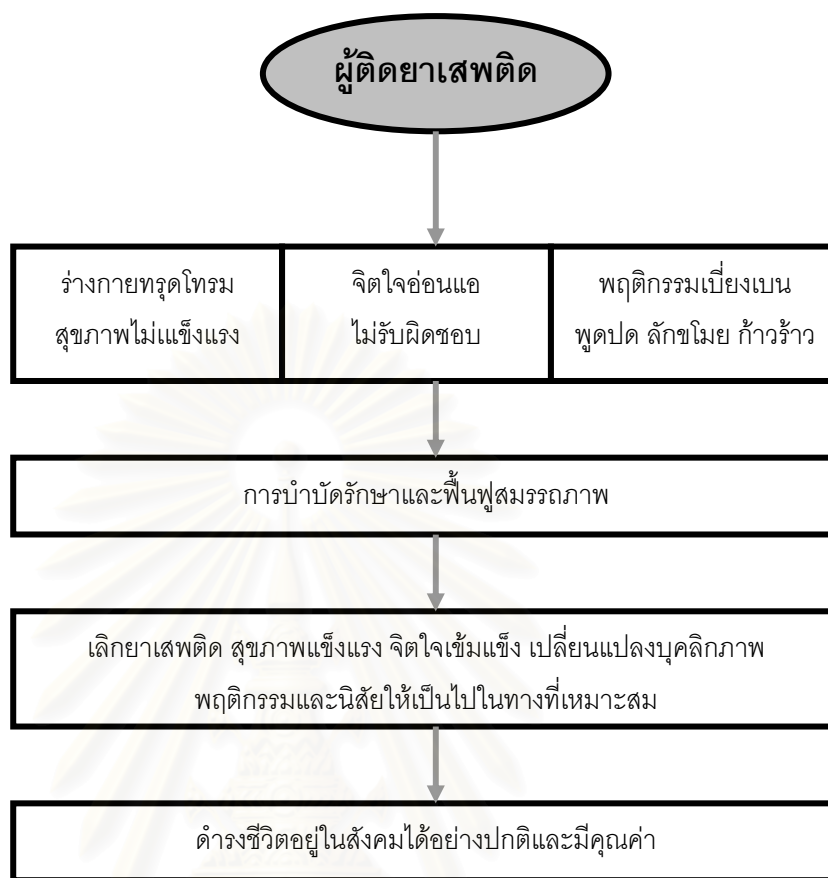 ผู้ติดยาเสพติด
ร่างกายทรุดโทรม
สุขภาพไม่แข็งแรง
จิตใจอ่อนแอ
ไม่รับผิดชอบ
พฤติกรรมเบี่ยงเบน
พูดปด ลักขโมย ก้าวร้าว
การบำบัดรักษาและฟื้นฟูสมรรถภาพ
เลิกยาเสพติด สุขภาพแข็งแรง จิตใจเข้มแข็ง เปลี่ยนแปลงบุคลิกภาพ
พฤติกรรมและนิสัยให้เป็นไปในทางที่เหมาะสม
ดำรงชีวิตอยู่ในสังคมได้อย่างปกติและมีคุณค่า